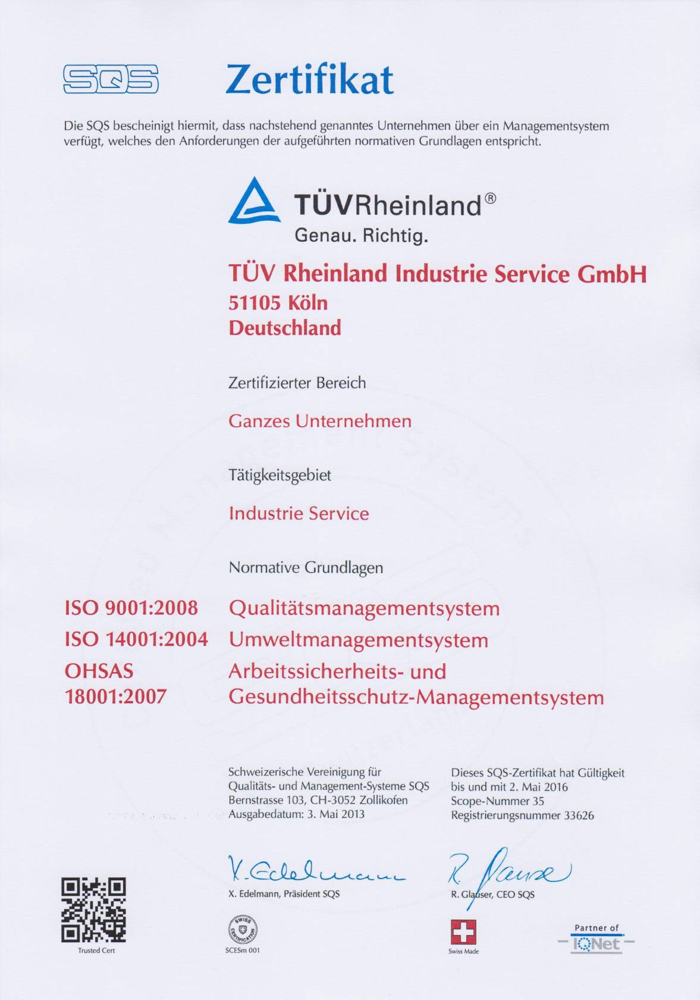 SQS
Zertifikat
Die SQS bescheinigt hiermit, dass nachstehend genanntes Unternehmen über ein Managementsystem
verfügt, welches den Anforderungen der aufgeführten normativen Grundlagen entspricht.
TÜVRheinland®
Genau. Richtig.
TÜV Rheinland Industrie Service GmbH
51105 Köln
Deutschland
Zertifizierter Bereich
Ganzes Unternehmen
Tätigkeitsgebiet
Industrie Service
Normative Grundlagen
ISO 9001:2008 Qualitätsmanagementsystem
ISO 14001:2004 Umweltmanagementsystem
OHSAS Arbeitssicherheits- und
18001:2007 Gesundheitsschutz-Managementsystem
Schweizerische Vereinigung für
Qualitäts- und Management-Systeme SQS
Bernstrasse 103, CH-3052 Zollikofen
Ausgabedatum: 3. Mai 2013
Dieses SQS-Zertifikat hat Gültigkeit
bis und mit 2. Mai 2016
Scope-Nummer 35
Registrierungsnummer 33626
X. Edelmann
X. Edelmann, Präsident SQS
R. Glauser, CEO SQS
Trusted Cert
SWISS
CERTIFICATION
SCESm 001
Swiss Made
Partner of
IQNet